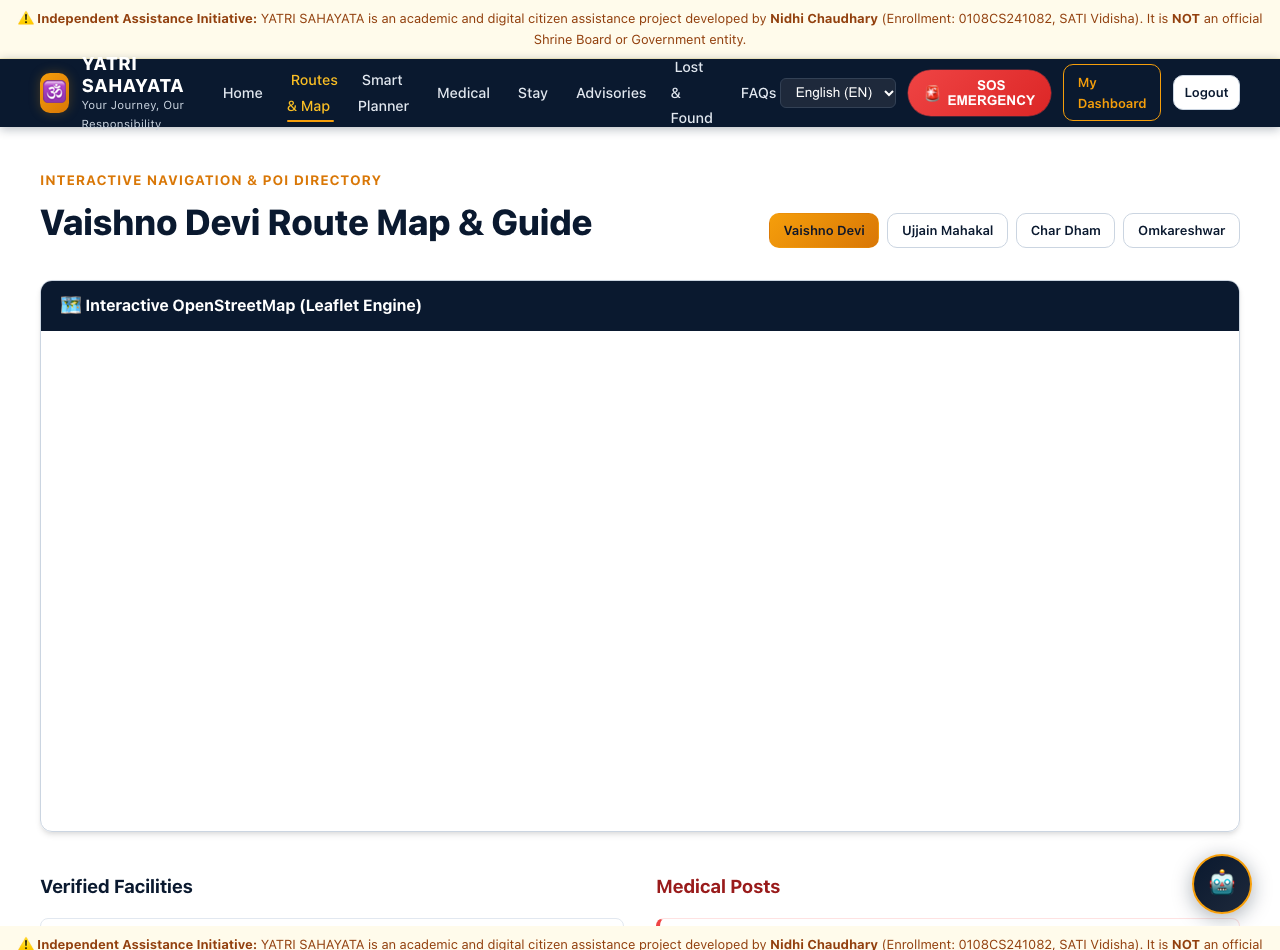 ⚠️ Independent Assistance Initiative: YATRI SAHAYATA is an academic and digital citizen assistance project developed by Nidhi Chaudhary (Enrollment: 0108CS241082, SATI Vidisha). It is NOT an official
Shrine Board or Government entity.
🕉️
YATRI
SAHAYATA
Your Journey, Our
Responsibility
Home
Routes
& Map
Smart
Planner
Medical
Stay
Advisories
Lost
&
Found
FAQs
English (EN)
🚨 SOS
EMERGENCY
My
Dashboard
Logout
INTERACTIVE NAVIGATION & POI DIRECTORY
Vaishno Devi Route Map & Guide
Vaishno Devi
Ujjain Mahakal
Char Dham
Omkareshwar
🗺️ Interactive OpenStreetMap (Leaflet Engine)
Verified Facilities
Medical Posts
⚠️ Independent Assistance Initiative: YATRI SAHAYATA is an academic and digital citizen assistance project developed by Nidhi Chaudhary (Enrollment: 0108CS241082, SATI Vidisha). It is NOT an official